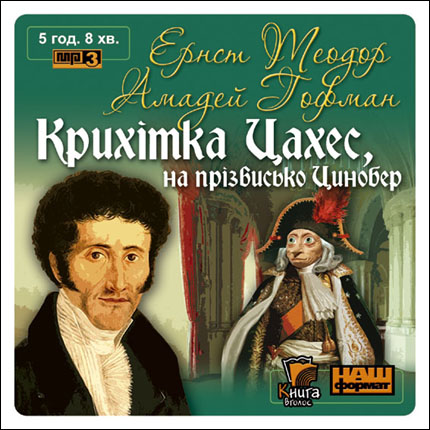 5 год. 8 хв.
mp3
Ернст Теодор
Амадей Гофман
Крихітка Цахес,
на прізвисько Цинобер
Книга
вголос
НАШ
формат